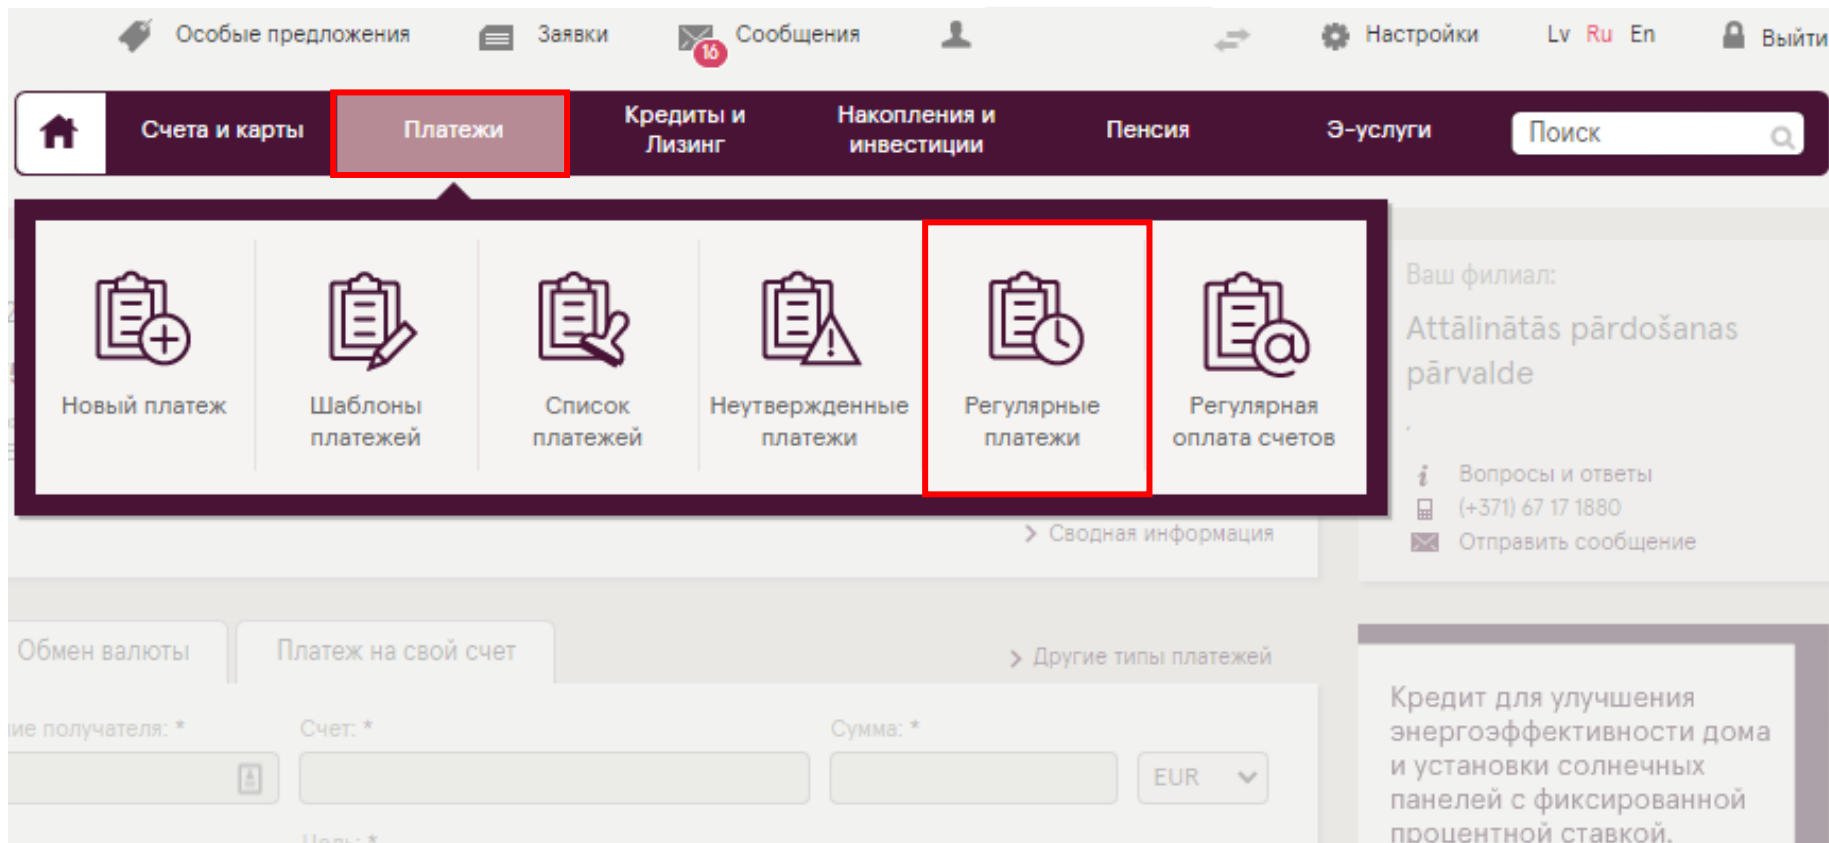 Особые предложения
Заявки
16
Сообщения
Настройки
Lv Ru En
Выйти
Счета и карты
Платежи
Кредиты и
Лизинг
Накопления и
инвестиции
Пенсия
Э-услуги
Поиск
Новый платеж
Шаблоны
платежей
Список
платежей
Неутвержденные
платежи
Регулярные
платежи
Регулярная
оплата счетов
Ваш филиал:
Attālinātās pārdošanas
pārvalde
,
Вопросы и ответы
(+371) 67 17 1880
Отправить сообщение
Сводная информация
Обмен валюты
Платеж на свой счет
Другие типы платежей
ие получателя: *
Счет: *
Сумма: *
EUR
Цель: *
Кредит для улучшения
энергоэффективности дома
и установки солнечных
панелей с фиксированной
процентной ставкой.